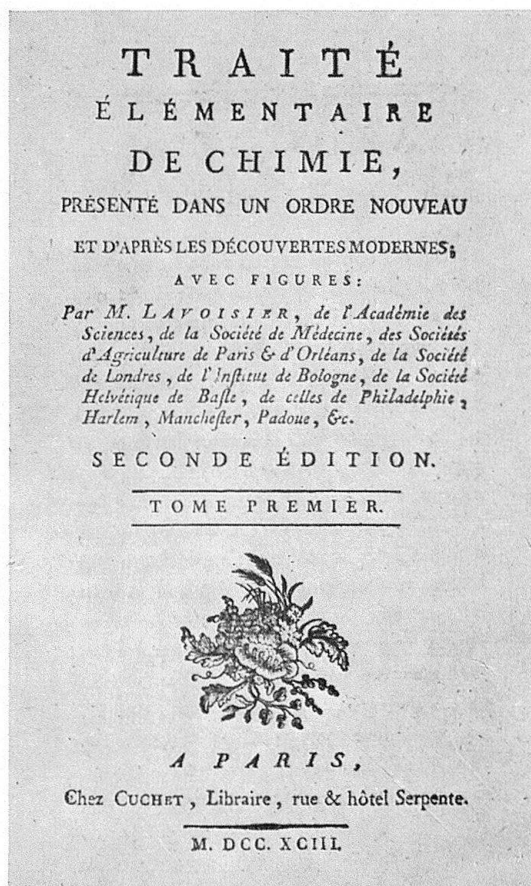 TRAITÉ
ÉLÉMENTAIRE
DE CHIMIE,
PRÉSENTÉ DANS UN ORDRE NOUVEAU
ET D'APRÈS LES DÉCOUVERTES MODERNES;
AVEC FIGURES:
Par M. LAVOISIER, de l'Académie des
Sciences, de la Société de Médecine, des Sociétés
d'Agriculture de Paris & d'Orléans, de la Société
de Londres, de l'Inſtitut de Bologne, de la Société
Helvétique de Baſle, de celles de Philadelphie,
Harlem, Mancheſter, Padoue, &c.
SECONDE ÉDITION.
TOME PREMIER.
A PARIS,
Chez CUCHET, Libraire, rue & hôtel Serpente.
M. DCC. XCIII.